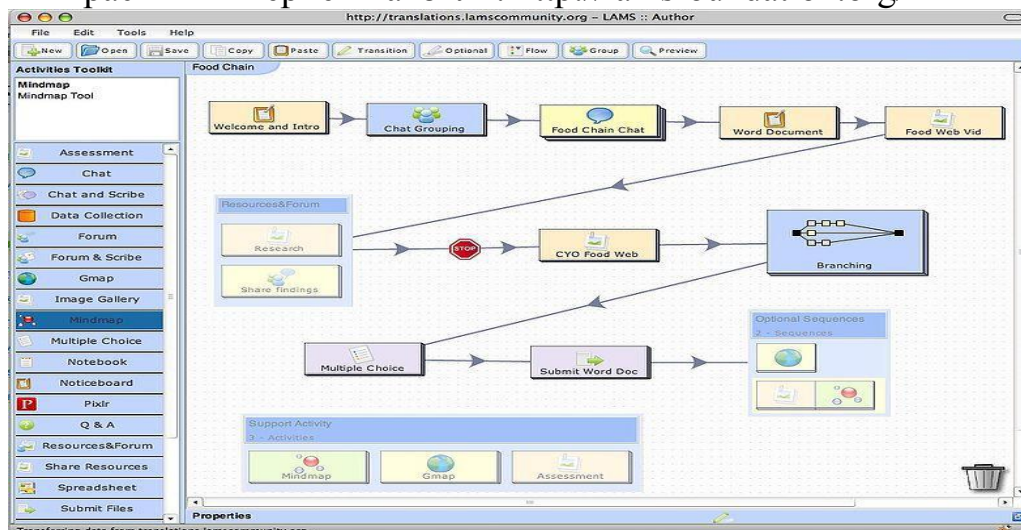 http://translations.lamscommunity.org – LAMS :: Author
File Edit Tools Help
New Open Save Copy Paste Transition Optional Flow Group Preview
Activities Toolkit
Mindmap
Mindmap Tool
Assessment
Chat
Chat and Scribe
Data Collection
Forum
Forum & Scribe
Gmap
Image Gallery
Mindmap
Multiple Choice
Notebook
Noticeboard
Pixlr
Q & A
Resources&Forum
Share Resources
Spreadsheet
Submit Files
Food Chain
Welcome and Intro
Chat Grouping
Food Chain Chat
Word Document
Food Web Vid
Resources&Forum
Research
Share findings
STOP
CYO Food Web
Branching
Multiple Choice
Submit Word Doc
Optional Sequences
2 - Sequences
Support Activity
3 - Activities
Mindmap
Gmap
Assessment
Properties